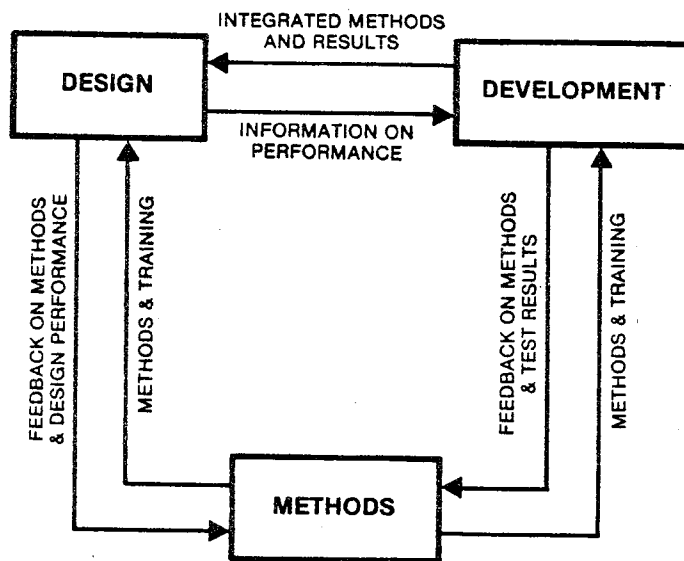 INTEGRATED METHODS
AND RESULTS
DESIGN
DEVELOPMENT
INFORMATION ON
PERFORMANCE
FEEDBACK ON METHODS
& DESIGN PERFORMANCE
METHODS & TRAINING
FEEDBACK ON METHODS
& TEST RESULTS
METHODS & TRAINING
METHODS